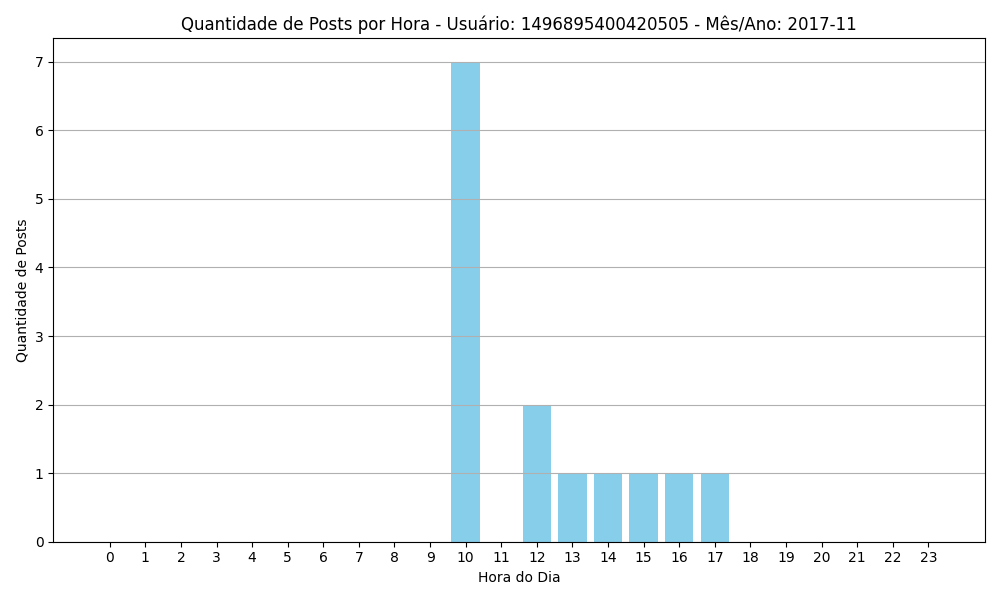 Quantidade de Posts por Hora - Usuário: 1496895400420505 - Mês/Ano: 2017-11
Quantidade de Posts
7
6
5
4
3
2
1
0
0 1 2 3 4 5 6 7 8 9 10 11 12 13 14 15 16 17 18 19 20 21 22 23
Hora do Dia